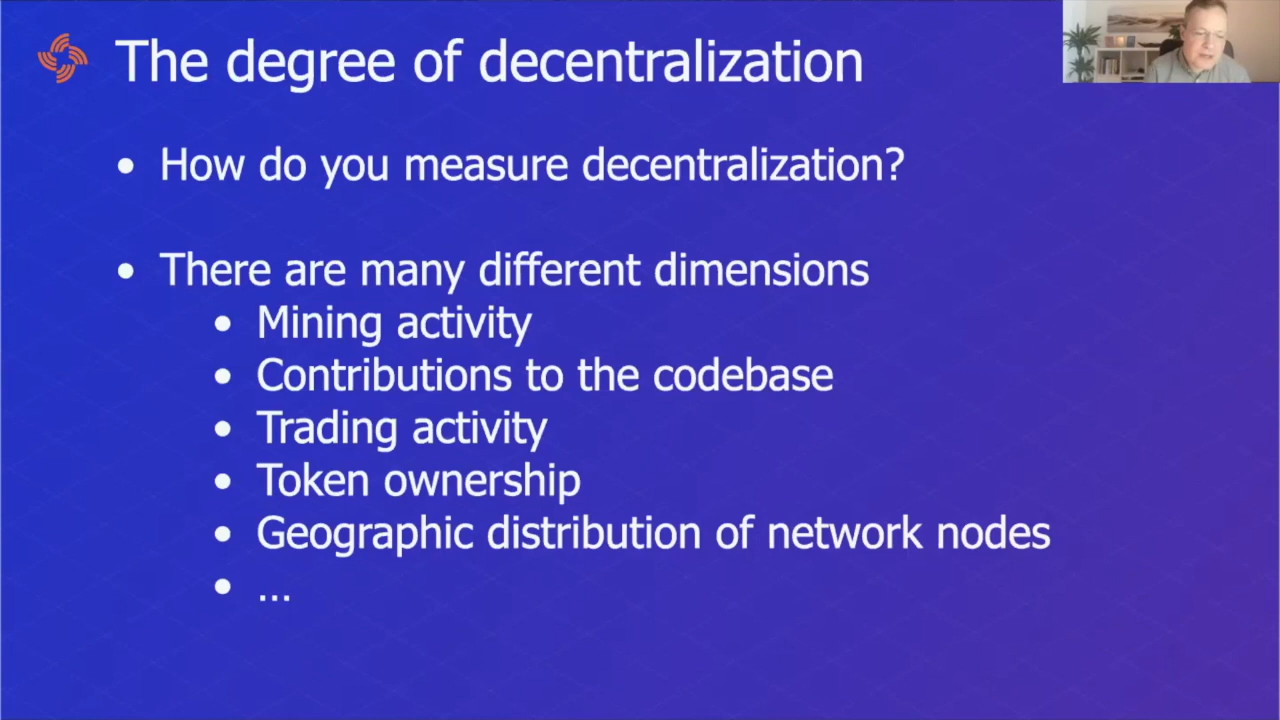 The degree of decentralization
• How do you measure decentralization?
• There are many different dimensions
• Mining activity
• Contributions to the codebase
• Trading activity
• Token ownership
• Geographic distribution of network nodes
• ...